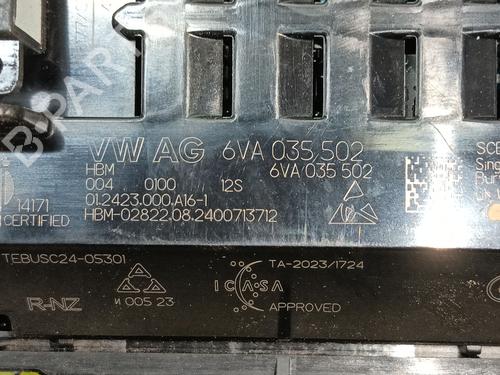 VW AG 6VA 035 502
HBM 6VA 035 502
004 0100 12S
01.2423.000.A16-1
HBM-02822.08.2400713712
14171
CERTIFIED
TEBUSC24-05301
TA-2023/1724
ICASA
APPROVED
R-NZ
И 005 23